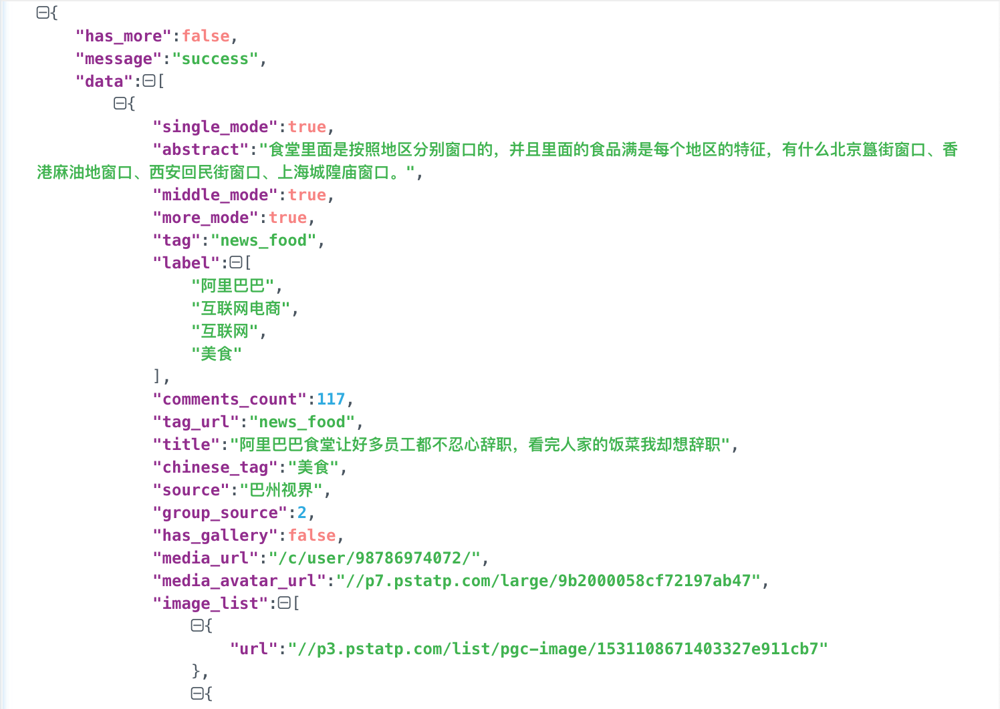 {
"has_more":false,
"message":"success",
"data":[
{
"single_mode":true,
"abstract":"食堂里面是按照地区分别窗口的，并且里面的食品满是每个地区的特征，有什么北京簋街窗口、香
港麻油地窗口、西安回民街窗口、上海城隍庙窗口。",
"middle_mode":true,
"more_mode":true,
"tag":"news_food",
"label":[
"阿里巴巴",
"互联网电商",
"互联网",
"美食"
],
"comments_count":117,
"tag_url":"news_food",
"title":"阿里巴巴食堂让好多员工都不忍心辞职，看完人家的饭菜我却想辞职",
"chinese_tag":"美食",
"source":"巴州视界",
"group_source":2,
"has_gallery":false,
"media_url":"/c/user/98786974072/",
"media_avatar_url":"//p7.pstatp.com/large/9b2000058cf72197ab47",
"image_list":[
{
"url":"//p3.pstatp.com/list/pgc-image/1531108671403327e911cb7"
},
{